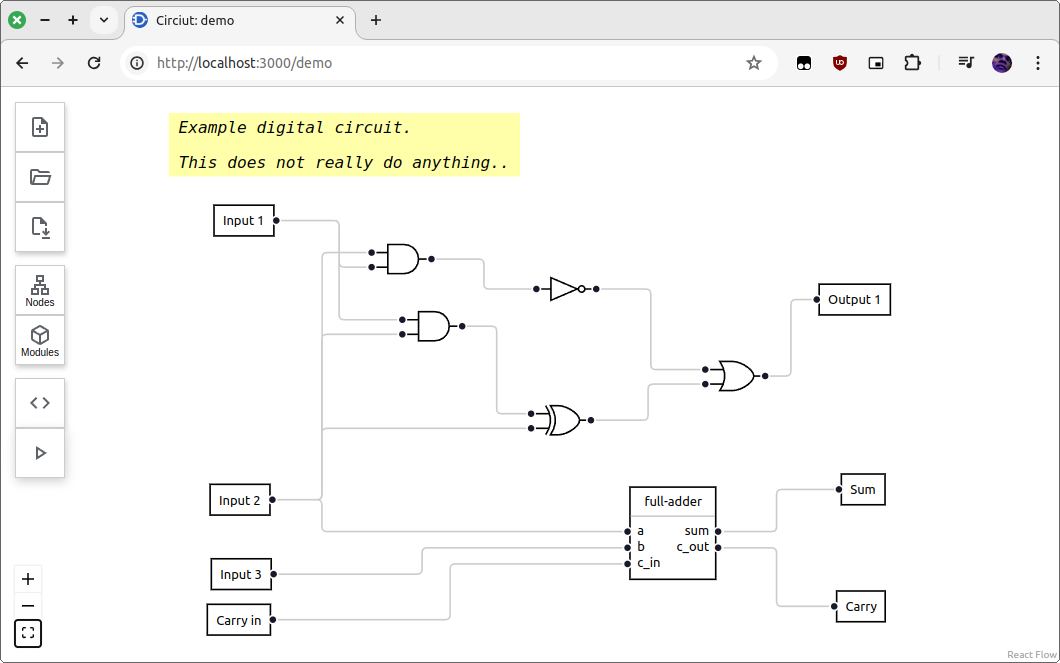 Circiut: demo
http://localhost:3000/demo
Example digital circuit.
This does not really do anything..
Input 1
Nodes
Output 1
Modules
Input 2
full-adder
Sum
a sum
b c_out
c_in
Input 3
Carry in
Carry
React Flow